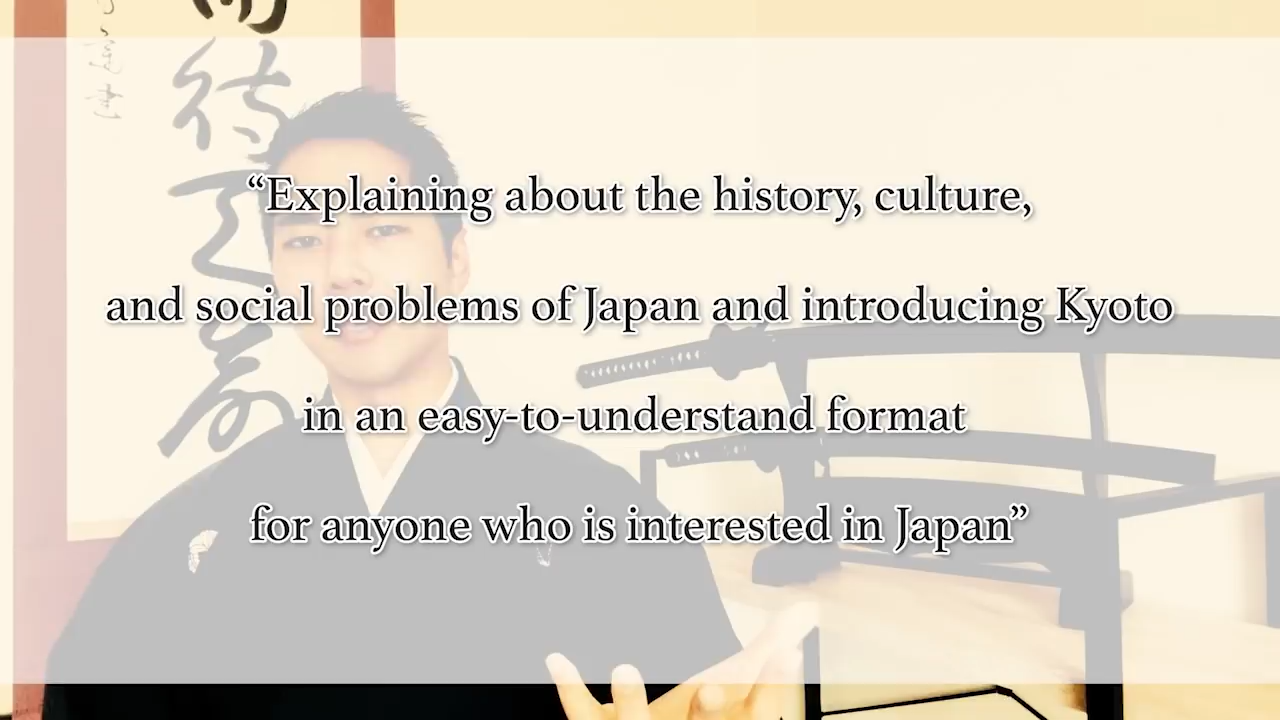 “Explaining about the history, culture,
and social problems of Japan and introducing Kyoto
in an easy-to-understand format
for anyone who is interested in Japan”
待